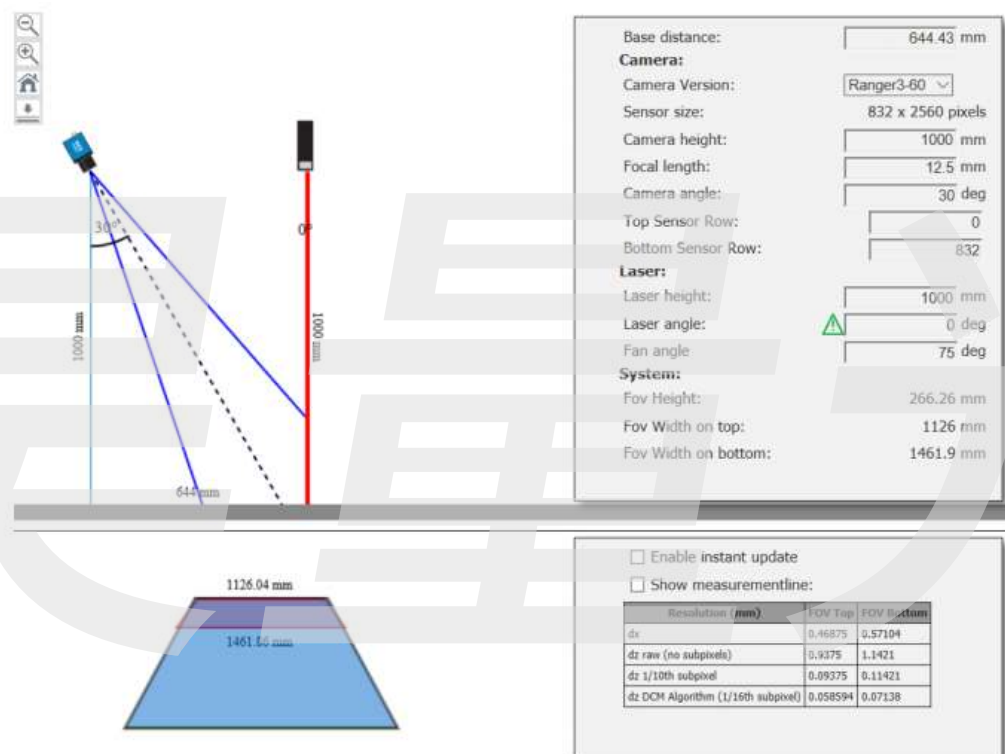 Base distance: 644.43 mm
Camera:
Camera Version: Ranger3-60
Sensor size: 832 x 2560 pixels
Camera height: 1000 mm
Focal length: 12.5 mm
Camera angle: 30 deg
Top Sensor Row: 0
Bottom Sensor Row: 832
Laser:
Laser height: 1000 mm
Laser angle: 0 deg
Fan angle 75 deg
System:
Fov Height: 266.26 mm
Fov Width on top: 1126 mm
Fov Width on bottom: 1461.9 mm
30°
0°
1000 mm
1000 mm
644 mm
1126.04 mm
1461.86 mm
Enable instant update
Show measurementline:
Resolution (mm) FOV Top FOV Bottom
dx 0.46875 0.57104
dz raw (no subpixels) 0.9375 1.1421
dz 1/10th subpixel 0.09375 0.11421
dz DCM Algorithm (1/16th subpixel) 0.058594 0.07138